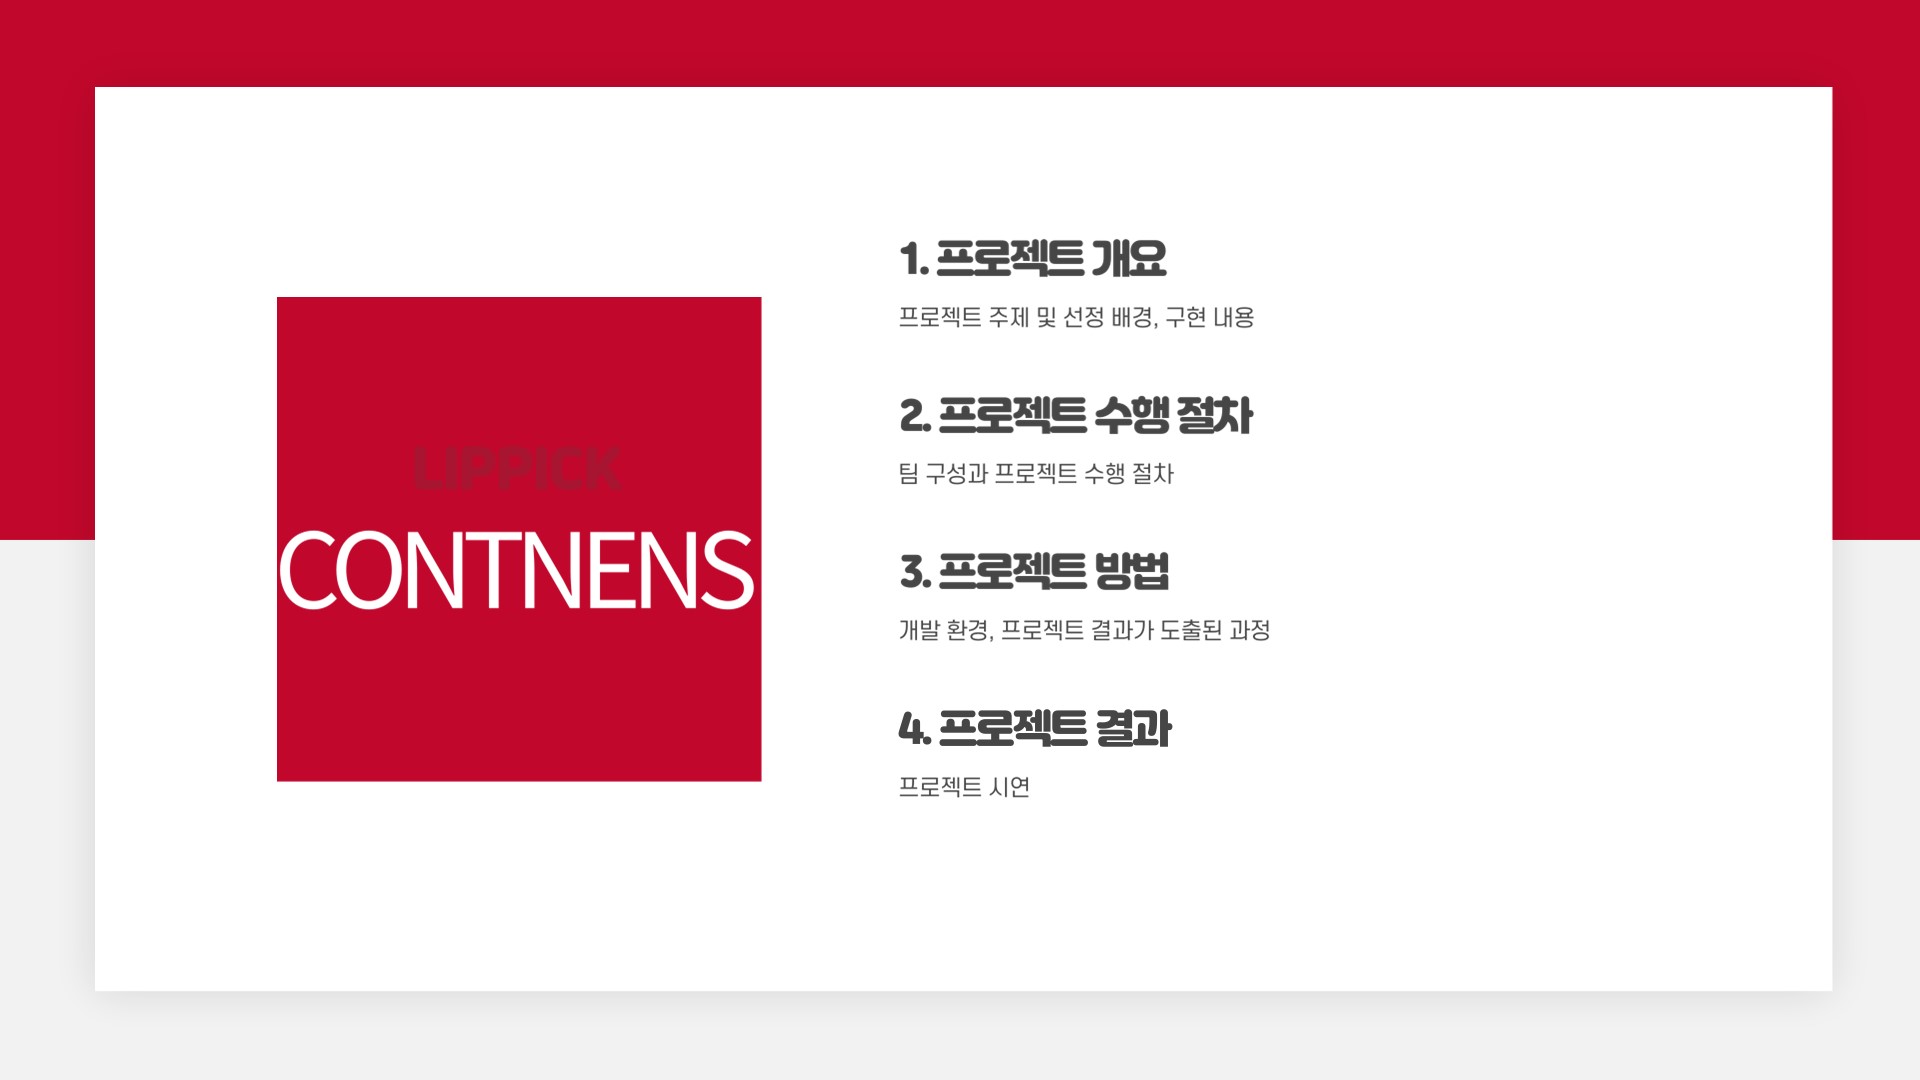 LIPPICK
CONTNENS
1. 프로젝트 개요
프로젝트 주제 및 선정 배경, 구현 내용
2. 프로젝트 수행 절차
팀 구성과 프로젝트 수행 절차
3. 프로젝트 방법
개발 환경, 프로젝트 결과가 도출된 과정
4. 프로젝트 결과
프로젝트 시연